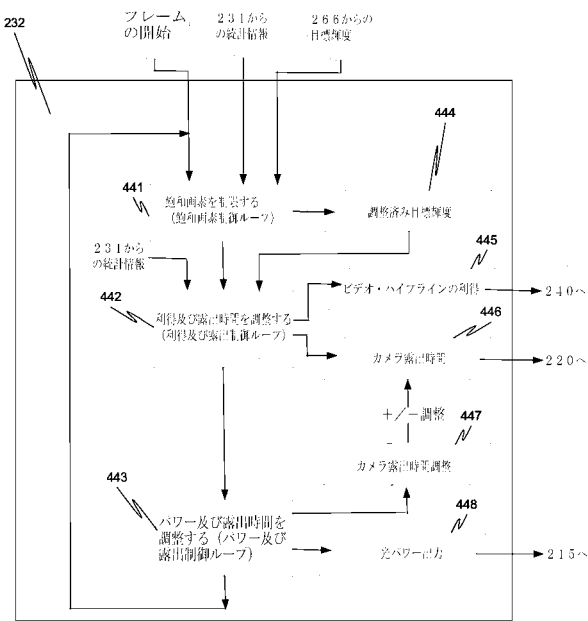 232
フレーム
の開始
231から
の統計情報
266からの
目標輝度
444
441
飽和画素を制限する
(飽和画素制御ループ)
調整済み目標輝度
445
231から
の統計情報
ビデオ・パイプラインの利得
240へ
442
利得及び露出時間を調整する
(利得及び露出制御ループ)
446
カメラ露出時間
220へ
+/-調整
447
カメラ露出時間調整
443
448
パワー及び露出時間を
調整する(パワー及び
露出制御ループ)
光パワー出力
215へ